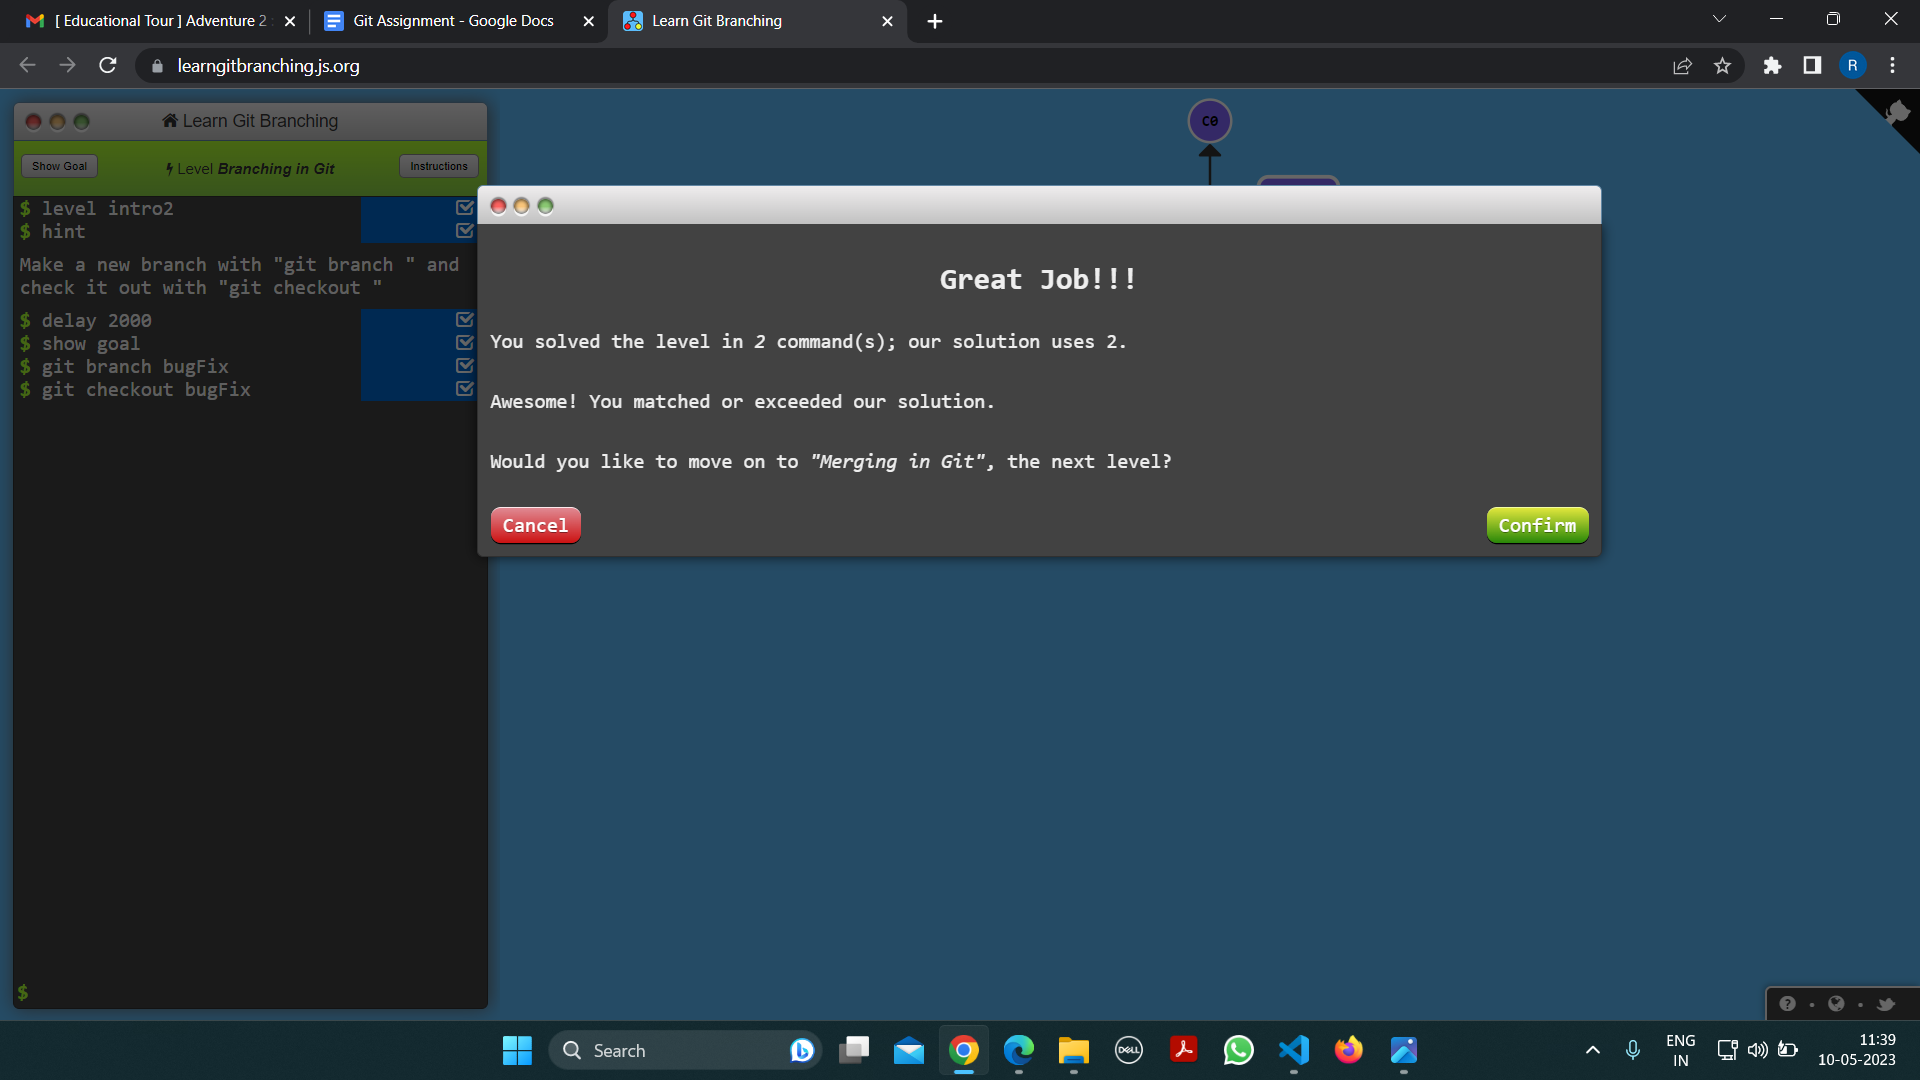 [ Educational Tour ] Adventure 2
Git Assignment - Google Docs
Learn Git Branching
learngitbranching.js.org
R
Learn Git Branching
Show Goal
Level Branching in Git
Instructions
$ level intro2
$ hint
Make a new branch with "git branch " and
check it out with "git checkout "
$ delay 2000
$ show goal
$ git branch bugFix
$ git checkout bugFix
$
C0
Great Job!!!
You solved the level in 2 command(s); our solution uses 2.
Awesome! You matched or exceeded our solution.
Would you like to move on to "Merging in Git", the next level?
Cancel
Confirm
Search
DELL
ENG
IN
11:39
10-05-2023